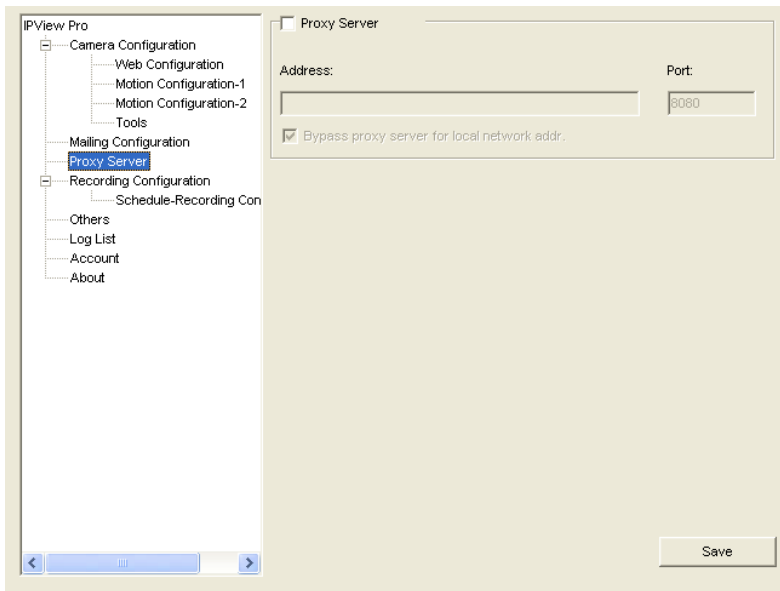 IPView Pro
Camera Configuration
Web Configuration
Motion Configuration-1
Motion Configuration-2
Tools
Mailing Configuration
Proxy Server
Recording Configuration
Schedule-Recording Con
Others
Log List
Account
About
Proxy Server
Address:
Port:
8080
Bypass proxy server for local network addr.
Save